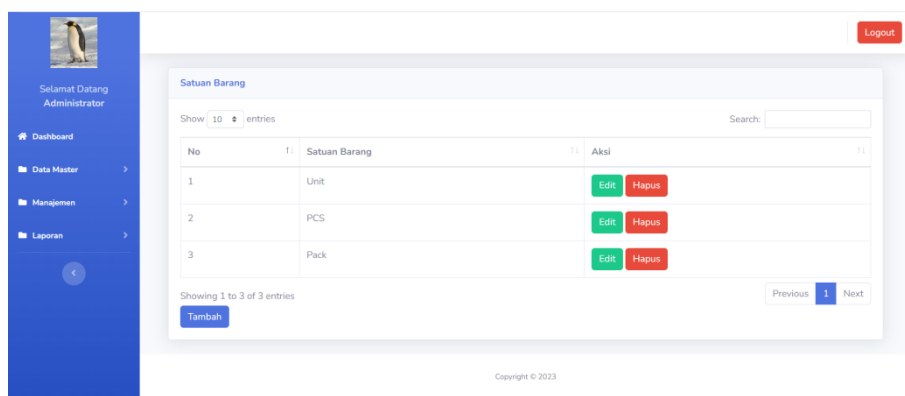 Logout
Selamat Datang
Administrator
Dashboard
Data Master
Manajemen
Laporan
Satuan Barang
Show 10 entries
Search:
No Satuan Barang Aksi
1 Unit Edit Hapus
2 PCS Edit Hapus
3 Pack Edit Hapus
Showing 1 to 3 of 3 entries
Previous 1 Next
Tambah
Copyright © 2023